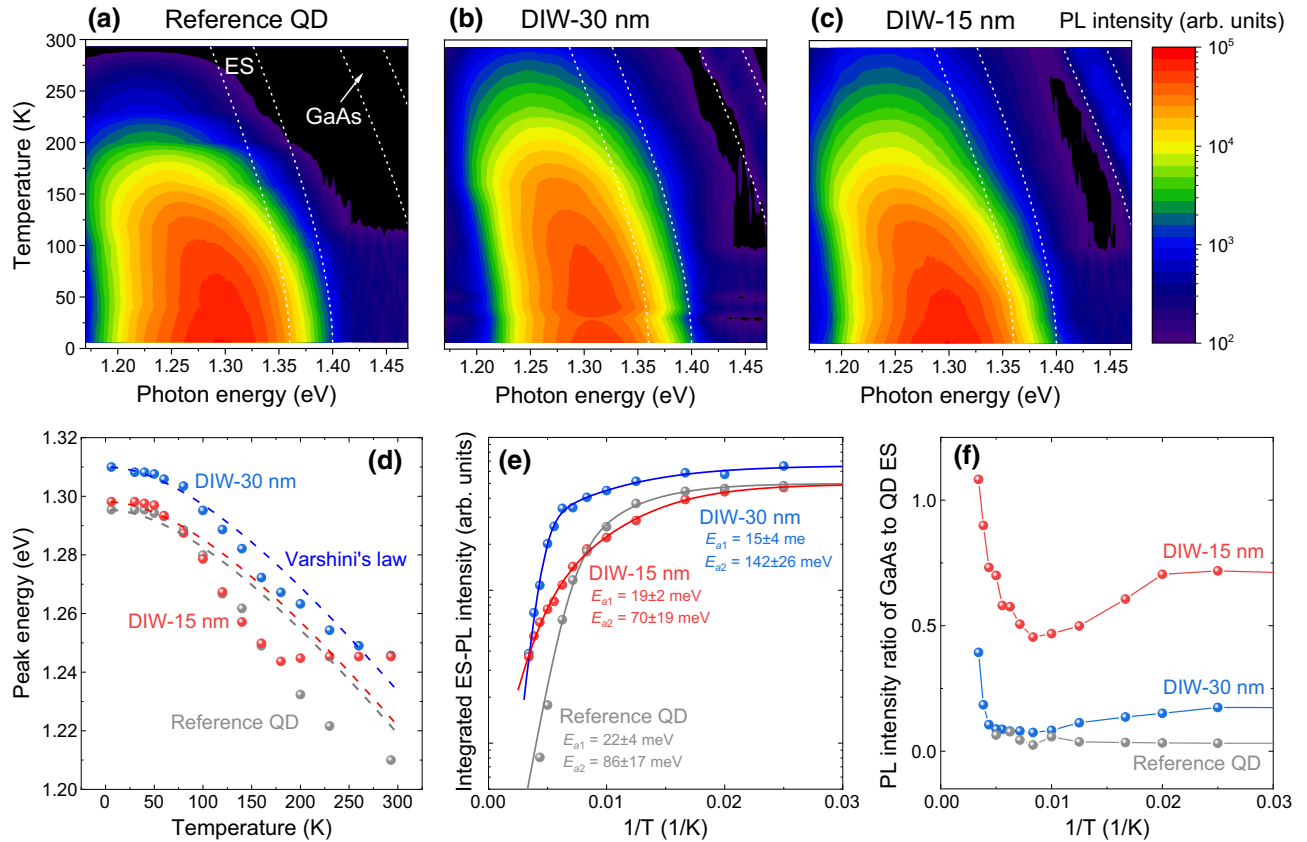 (a) Reference QD
(b) DIW-30 nm
(c) DIW-15 nm
PL intensity (arb. units)
Temperature (K)
300
250
200
150
100
50
0
ES
GaAs
10^5
10^4
10^3
10^2
1.20 1.25 1.30 1.35 1.40 1.45
Photon energy (eV)
1.20 1.25 1.30 1.35 1.40 1.45
Photon energy (eV)
1.20 1.25 1.30 1.35 1.40 1.45
Photon energy (eV)
(d)
Peak energy (eV)
1.32
1.30
1.28
1.26
1.24
1.22
1.20
DIW-30 nm
Varshini's law
DIW-15 nm
Reference QD
0 50 100 150 200 250 300
Temperature (K)
(e)
Integrated ES-PL intensity (arb. units)
DIW-30 nm
E_a1 = 15±4 me
E_a2 = 142±26 meV
DIW-15 nm
E_a1 = 19±2 meV
E_a2 = 70±19 meV
Reference QD
E_a1 = 22±4 meV
E_a2 = 86±17 meV
0.00 0.01 0.02 0.03
1/T (1/K)
(f)
PL intensity ratio of GaAs to QD ES
1.0
0.5
0.0
DIW-15 nm
DIW-30 nm
Reference QD
0.00 0.01 0.02 0.03
1/T (1/K)